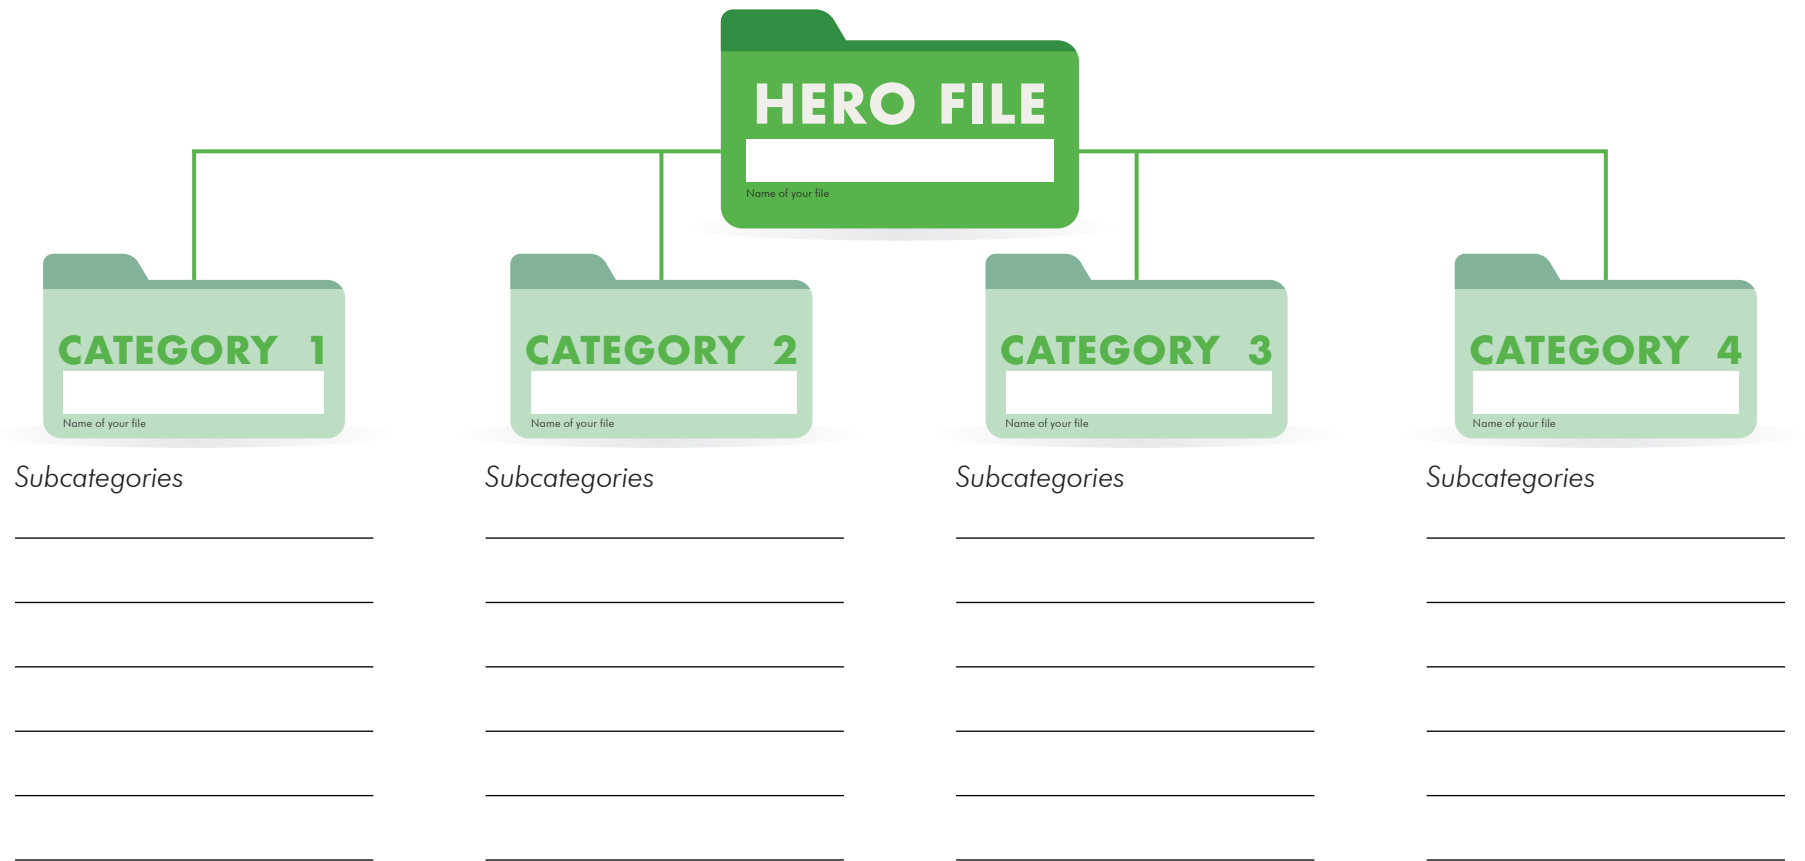 HERO FILE
Name of your file
CATEGORY 1
Name of your file
Subcategories
CATEGORY 2
Name of your file
Subcategories
CATEGORY 3
Name of your file
Subcategories
CATEGORY 4
Name of your file
Subcategories